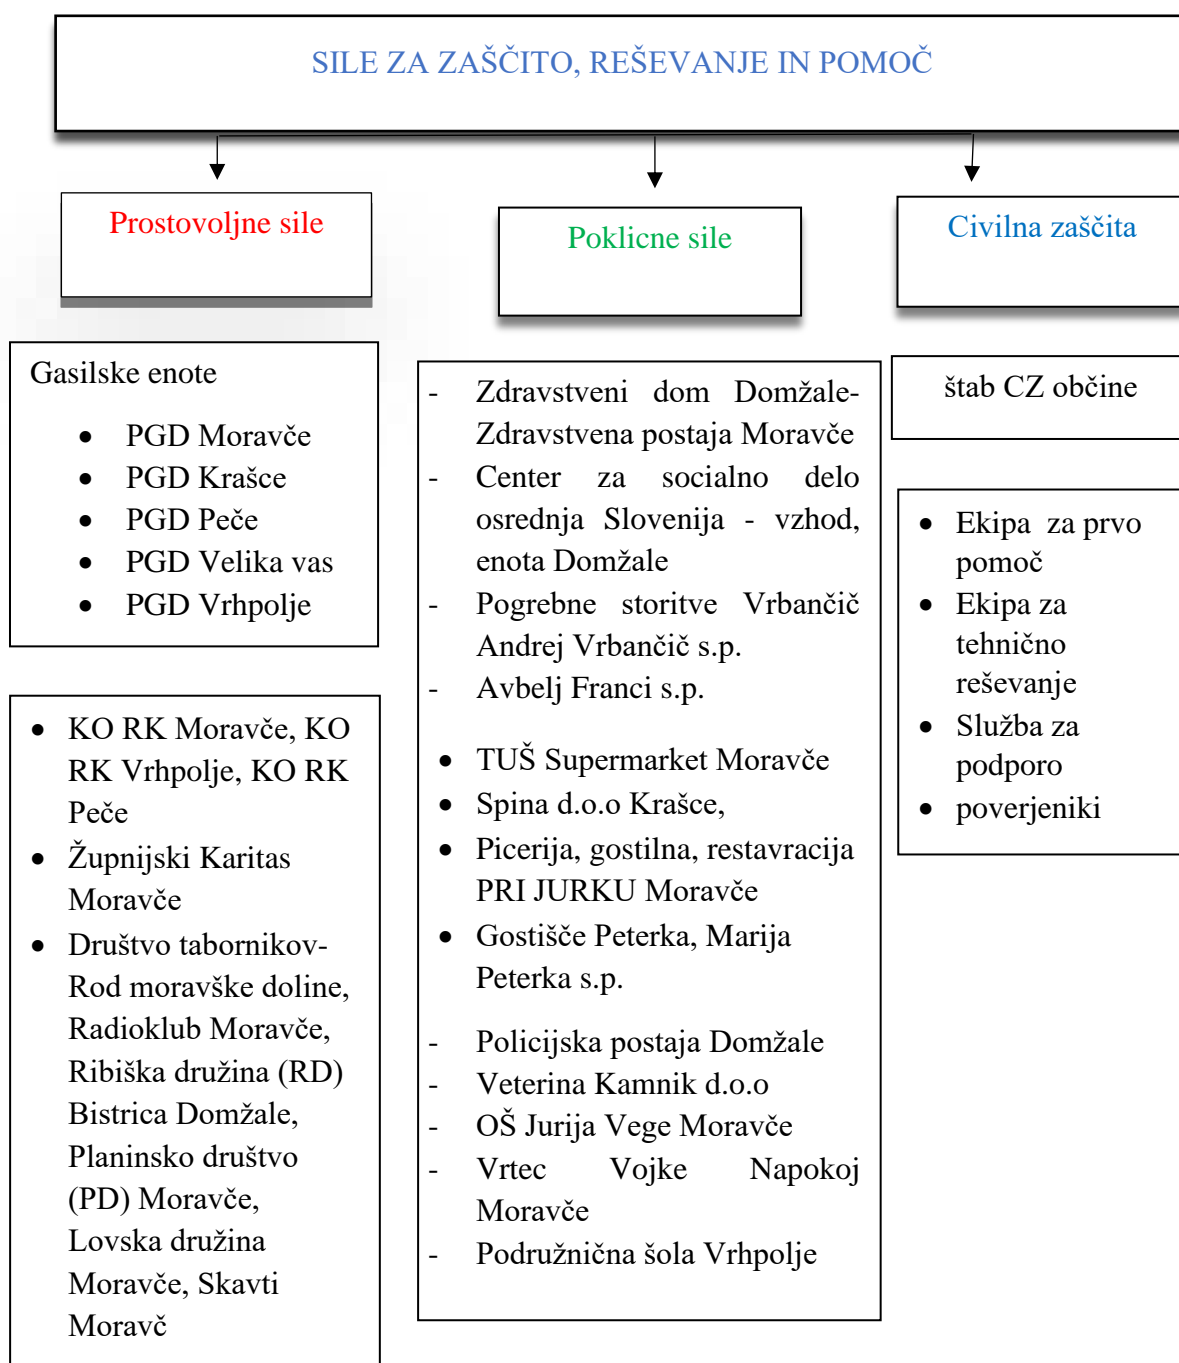 SILE ZA ZAŠČITO, REŠEVANJE IN POMOČ
Prostovoljne sile
Gasilske enote
• PGD Moravče
• PGD Krašce
• PGD Peče
• PGD Velika vas
• PGD Vrhpolje
• KO RK Moravče, KO
RK Vrhpolje, KO RK
Peče
• Župnijski Karitas
Moravče
• Društvo tabornikov-
Rod moravške doline,
Radioklub Moravče,
Ribiška družina (RD)
Bistrica Domžale,
Planinsko društvo
(PD) Moravče,
Lovska družina
Moravče, Skavti
Moravč
Poklicne sile
- Zdravstveni dom Domžale-
Zdravstvena postaja Moravče
- Center za socialno delo
osrednja Slovenija - vzhod,
enota Domžale
- Pogrebne storitve Vrbančič
Andrej Vrbančič s.p.
- Avbelj Franci s.p.
• TUŠ Supermarket Moravče
• Spina d.o.o Krašce,
• Picerija, gostilna, restavracija
PRI JURKU Moravče
• Gostišče Peterka, Marija
Peterka s.p.
- Policijska postaja Domžale
- Veterina Kamnik d.o.o
- OŠ Jurija Vege Moravče
- Vrtec Vojke Napokoj
Moravče
- Podružnična šola Vrhpolje
Civilna zaščita
štab CZ občine
• Ekipa za prvo
pomoč
• Ekipa za
tehnično
reševanje
• Služba za
podporo
• poverjeniki